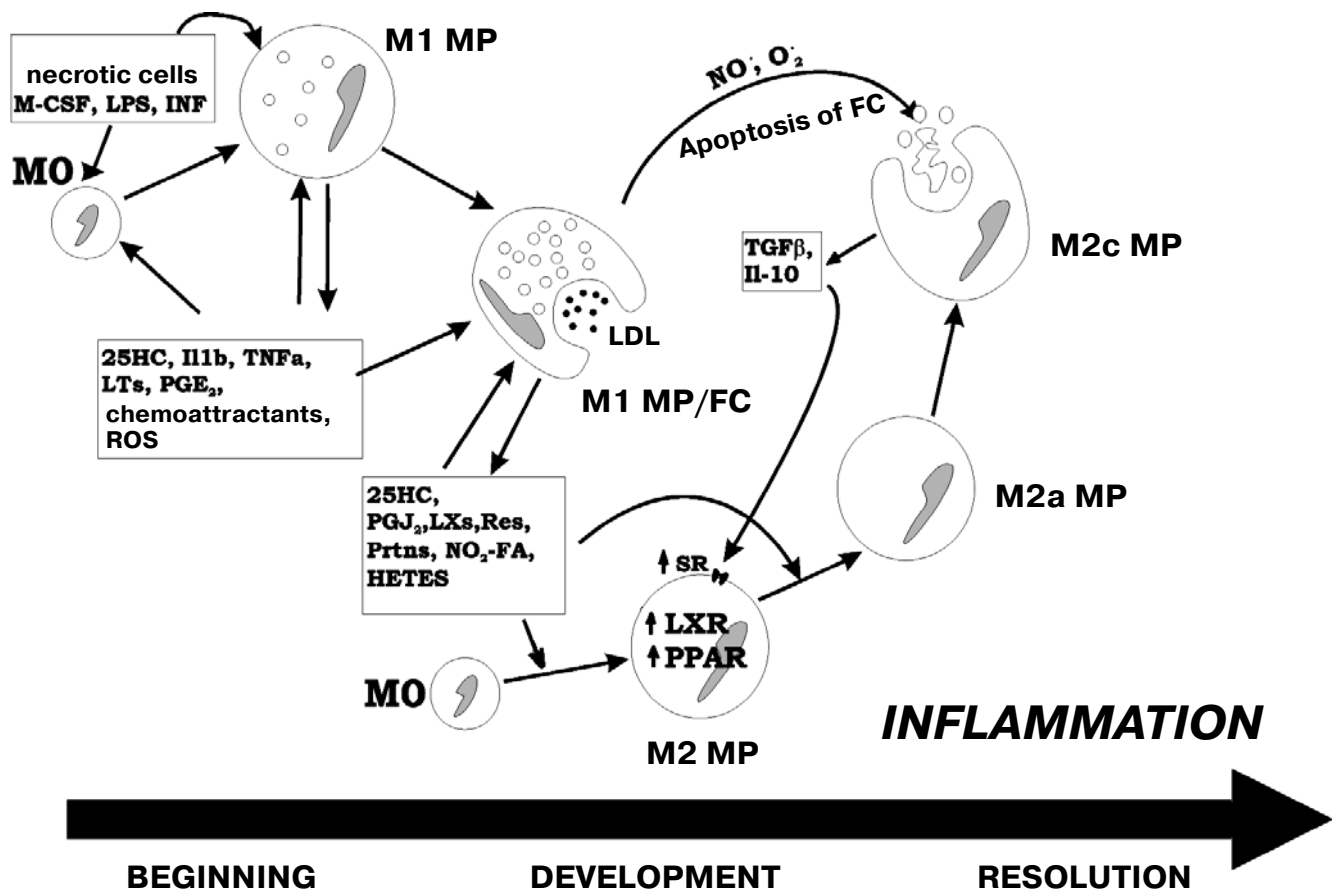 M1 MP
necrotic cells
M-CSF, LPS, INF
MO
NO·; O₂·
Apoptosis of FC
M2c MP
TGFβ,
Il-10
LDL
M1 MP/FC
25HC, Il1b, TNFa,
LTs, PGE₂,
chemoattractants,
ROS
M2a MP
25HC,
PGJ₂,LXs,Res,
Prtns, NO₂-FA,
HETES
SR
LXR
PPAR
MO
M2 MP
INFLAMMATION
BEGINNING DEVELOPMENT RESOLUTION